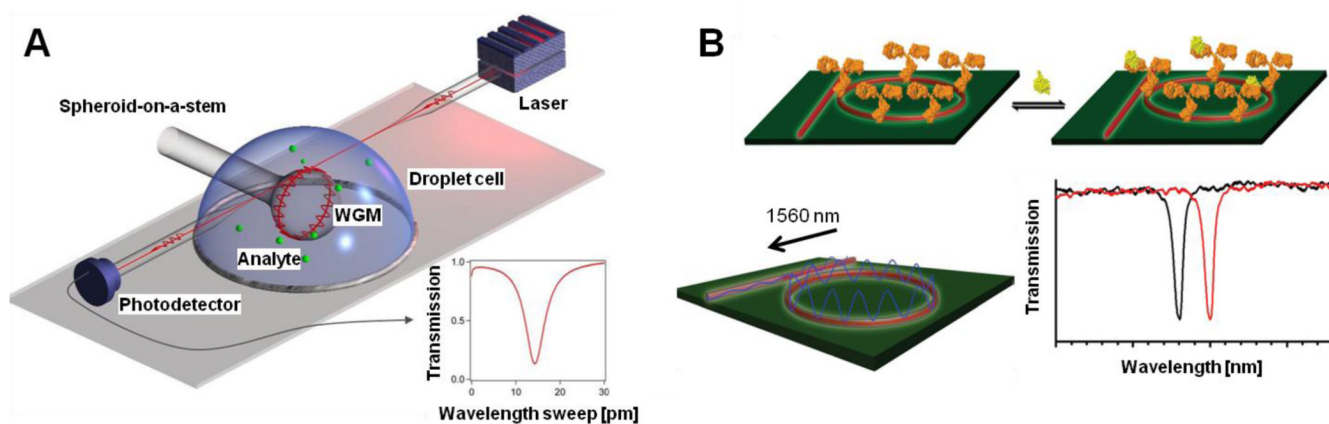 A
Laser
Spheroid-on-a-stem
Droplet cell
WGM
Analyte
Photodetector
1.0
0.5
0.0
Transmission
0
10
20
30
Wavelength sweep [pm]
B
1560 nm
Transmission
Wavelength [nm]